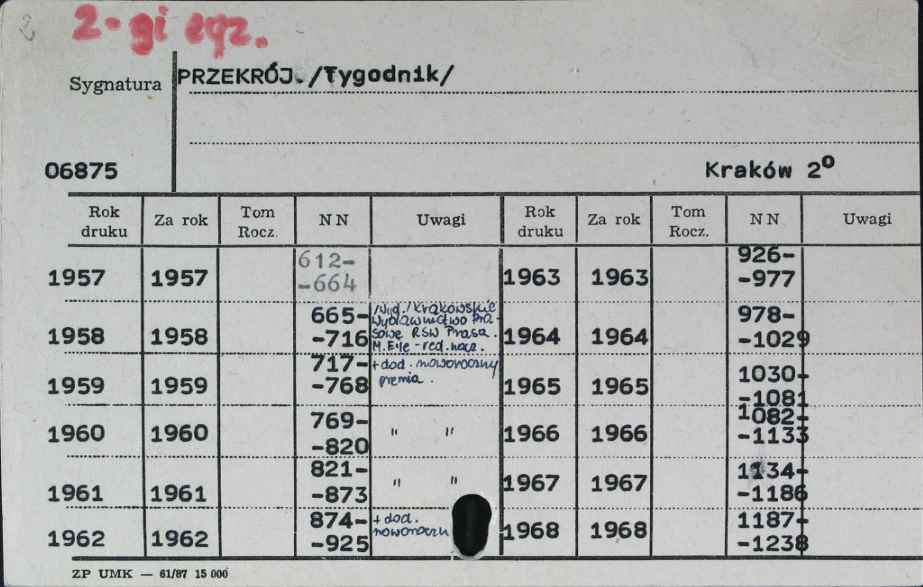 2
2-gi egz.
Sygnatura PRZEKRÓJ./Tygodnik/
06875 Kraków 2º
Rok druku Za rok Tom Rocz. NN Uwagi Rok druku Za rok Tom Rocz. NN Uwagi
1957 1957 612-
-664 1963 1963 926-
-977
1958 1958 665-
-716 /Wyd./Krakowskie
Wydawnictwo Pra-
sowe RSW Prasa.
M.Eile-red.nacz. 1964 1964 978-
-1029
1959 1959 717-
-768 +dod. noworoczny
premia. 1965 1965 1030-
-1081
1960 1960 769-
-820 " " 1966 1966 1082-
-1133
1961 1961 821-
-873 " " 1967 1967 1134-
-1186
1962 1962 874-
-925 +dod.
noworoczn 1968 1968 1187-
-1238
ZP UMK — 61/87 15 000